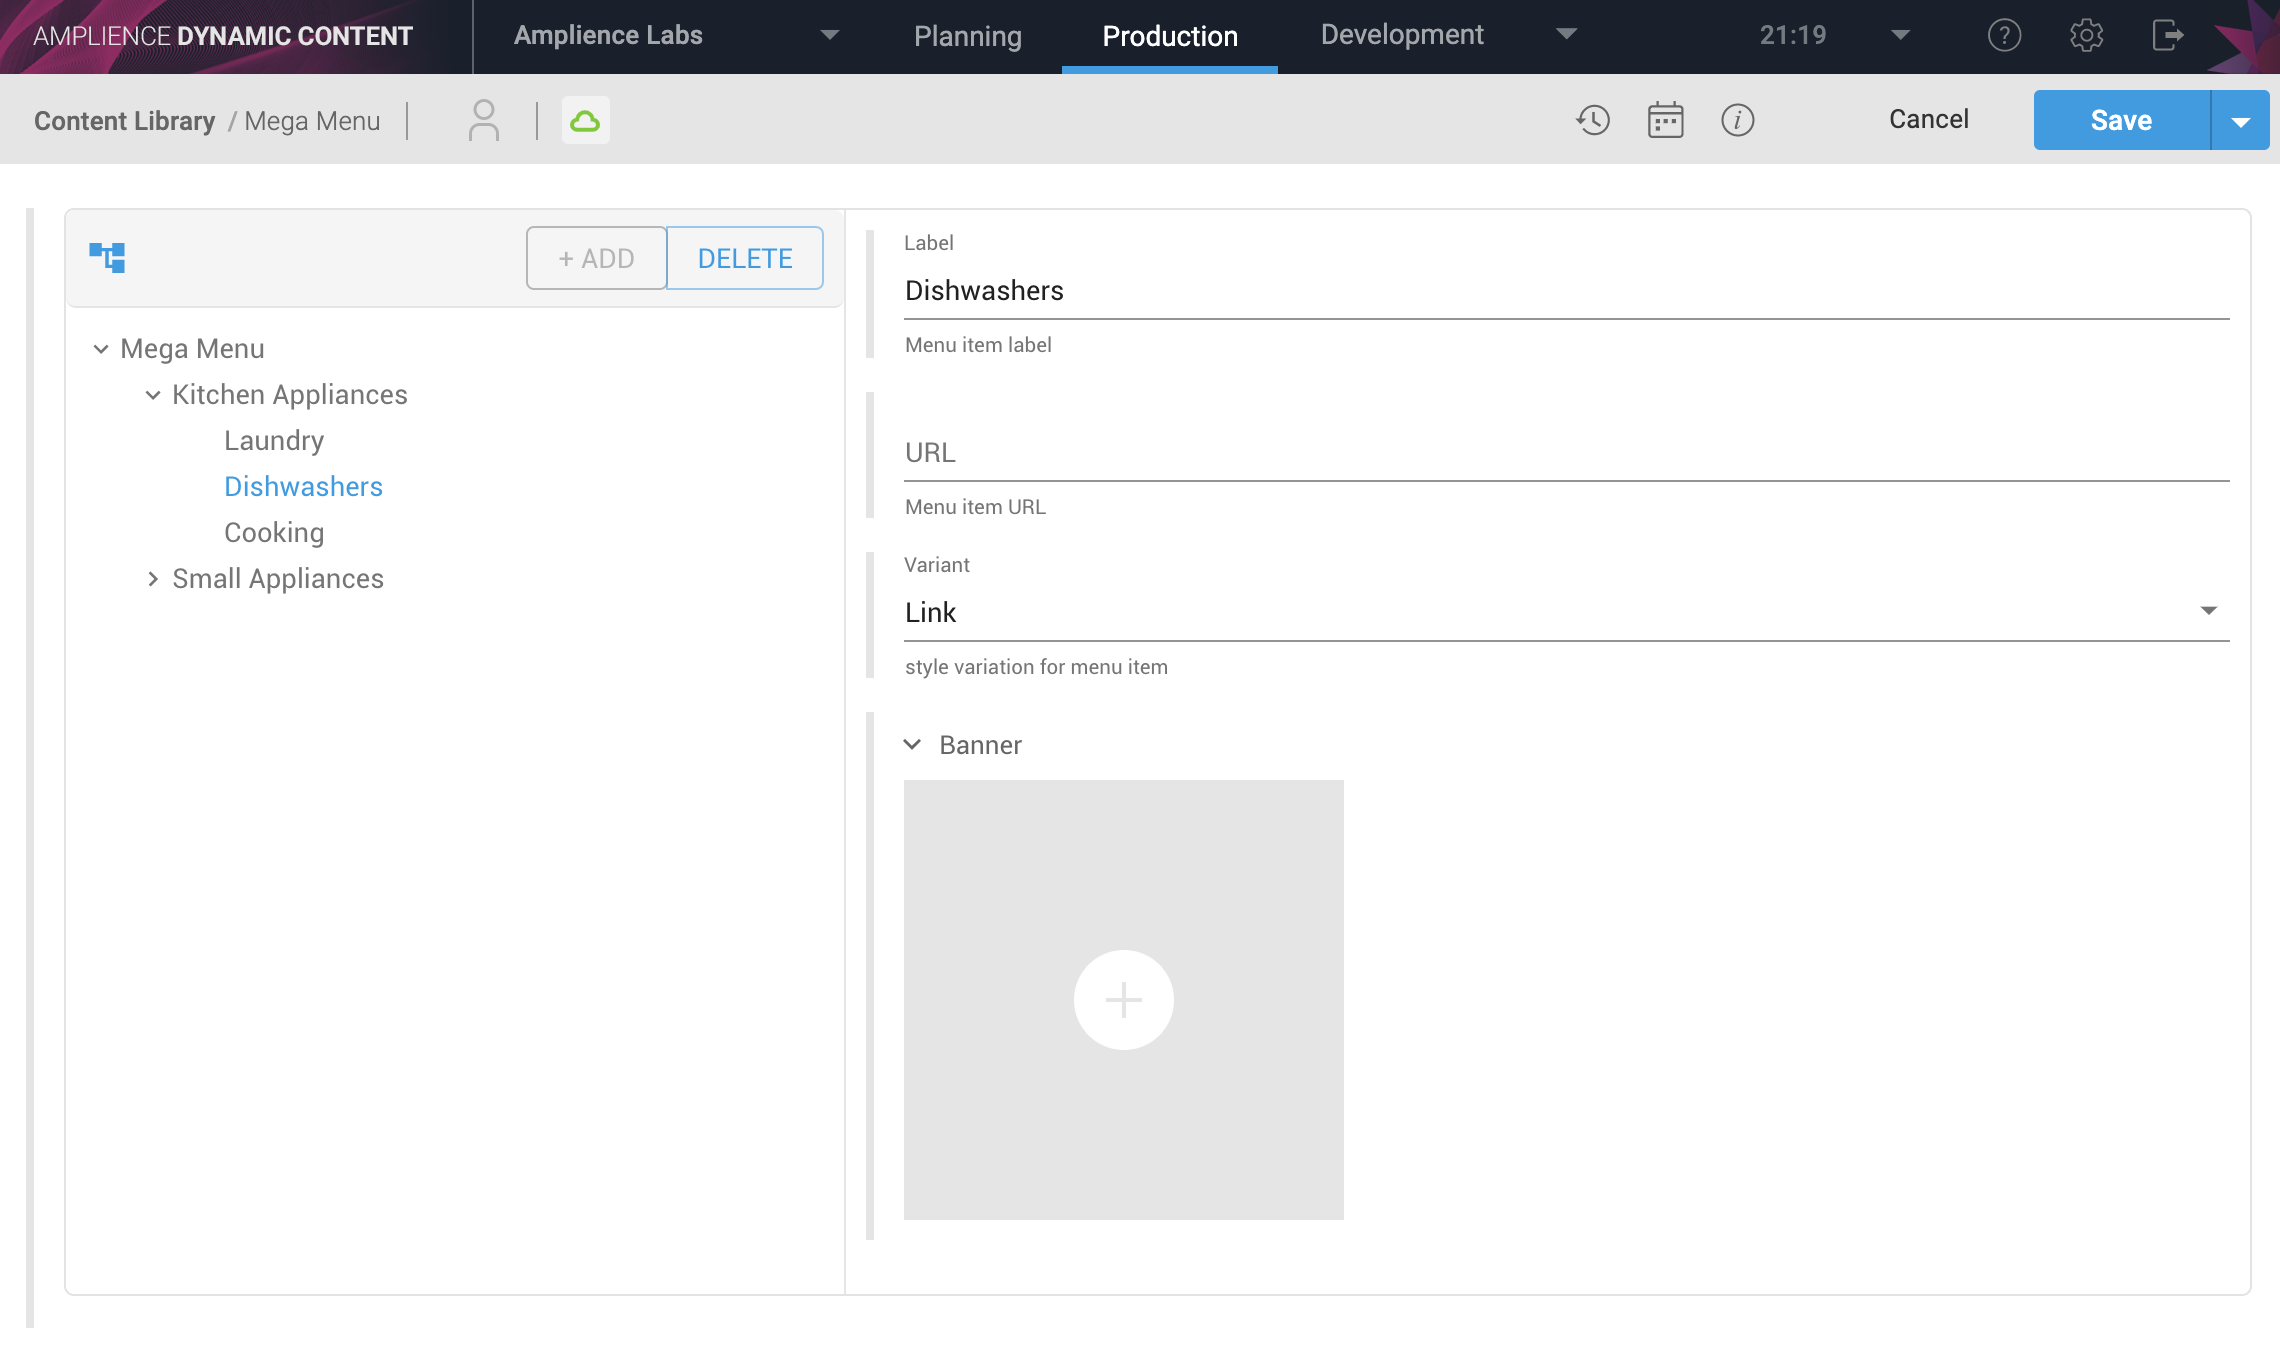 AMPLIENCE DYNAMIC CONTENT
Amplience Labs
Planning
Production
Development
21:19
Content Library / Mega Menu
Cancel
Save
+ ADD
DELETE
Mega Menu
Kitchen Appliances
Laundry
Dishwashers
Cooking
Small Appliances
Label
Dishwashers
Menu item label
URL
Menu item URL
Variant
Link
style variation for menu item
Banner